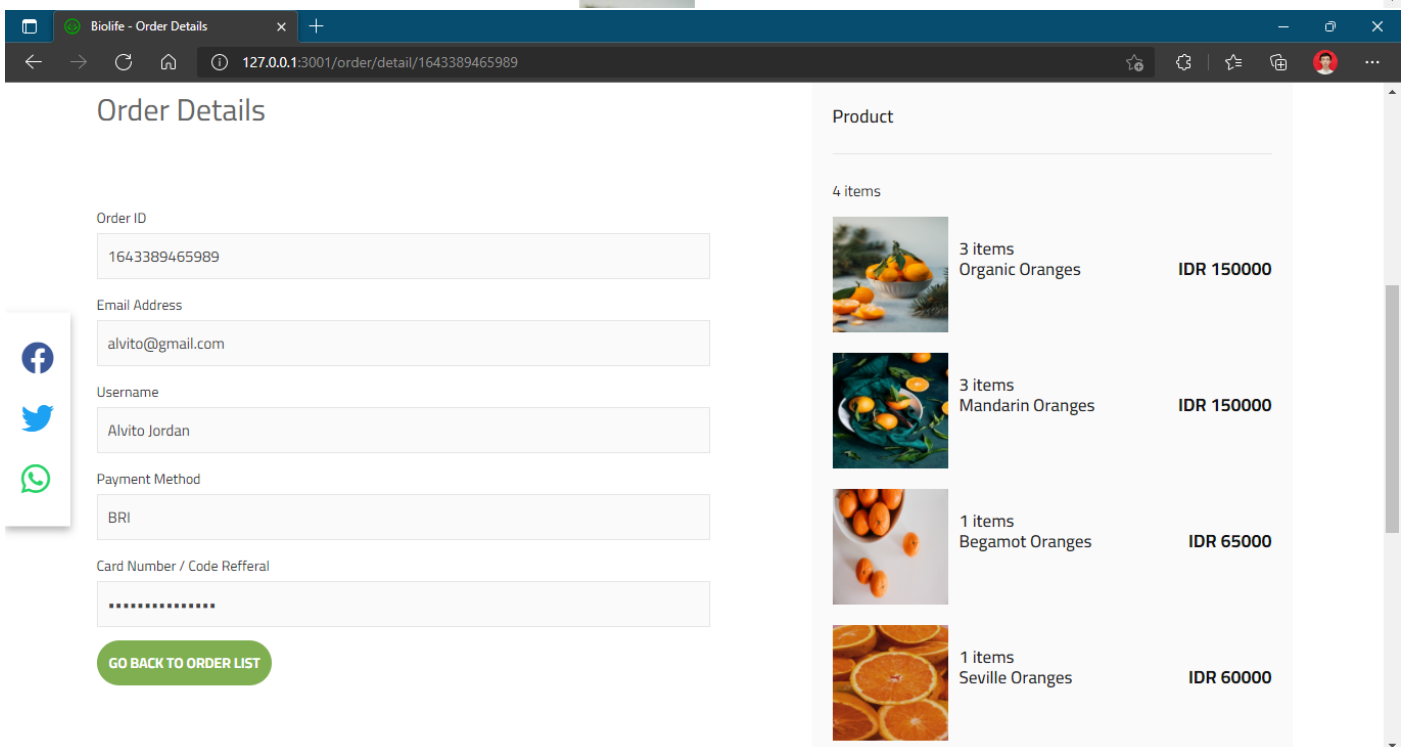 Biolife - Order Details
127.0.0.1:3001/order/detail/1643389465989
Order Details
Order ID
1643389465989
Email Address
alvito@gmail.com
Username
Alvito Jordan
Payment Method
BRI
Card Number / Code Refferal
•••••••••••••••
GO BACK TO ORDER LIST
Product
4 items
3 items
Organic Oranges
IDR 150000
3 items
Mandarin Oranges
IDR 150000
1 items
Begamot Oranges
IDR 65000
1 items
Seville Oranges
IDR 60000